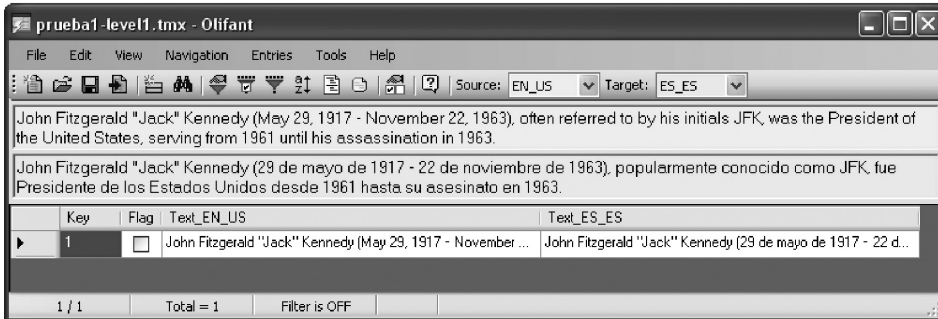 prueba1-level1.tmx - Olifant
File Edit View Navigation Entries Tools Help
Source: EN_US Target: ES_ES
John Fitzgerald "Jack" Kennedy (May 29, 1917 - November 22, 1963), often referred to by his initials JFK, was the President of
the United States, serving from 1961 until his assassination in 1963.
John Fitzgerald "Jack" Kennedy (29 de mayo de 1917 - 22 de noviembre de 1963), popularmente conocido como JFK, fue
Presidente de los Estados Unidos desde 1961 hasta su asesinato en 1963.
Key Flag Text_EN_US Text_ES_ES
1 John Fitzgerald "Jack" Kennedy (May 29, 1917 - November ... John Fitzgerald "Jack" Kennedy (29 de mayo de 1917 - 22 d...
1 / 1 Total = 1 Filter is OFF